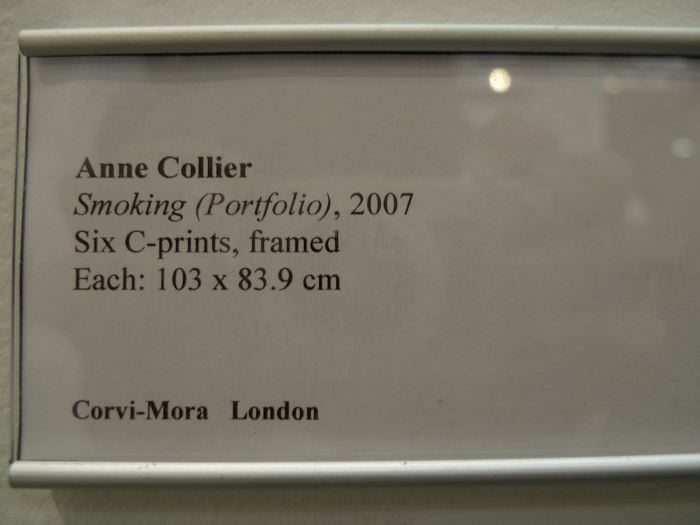 Anne Collier
Smoking (Portfolio), 2007
Six C-prints, framed
Each: 103 x 83.9 cm
Corvi-Mora London